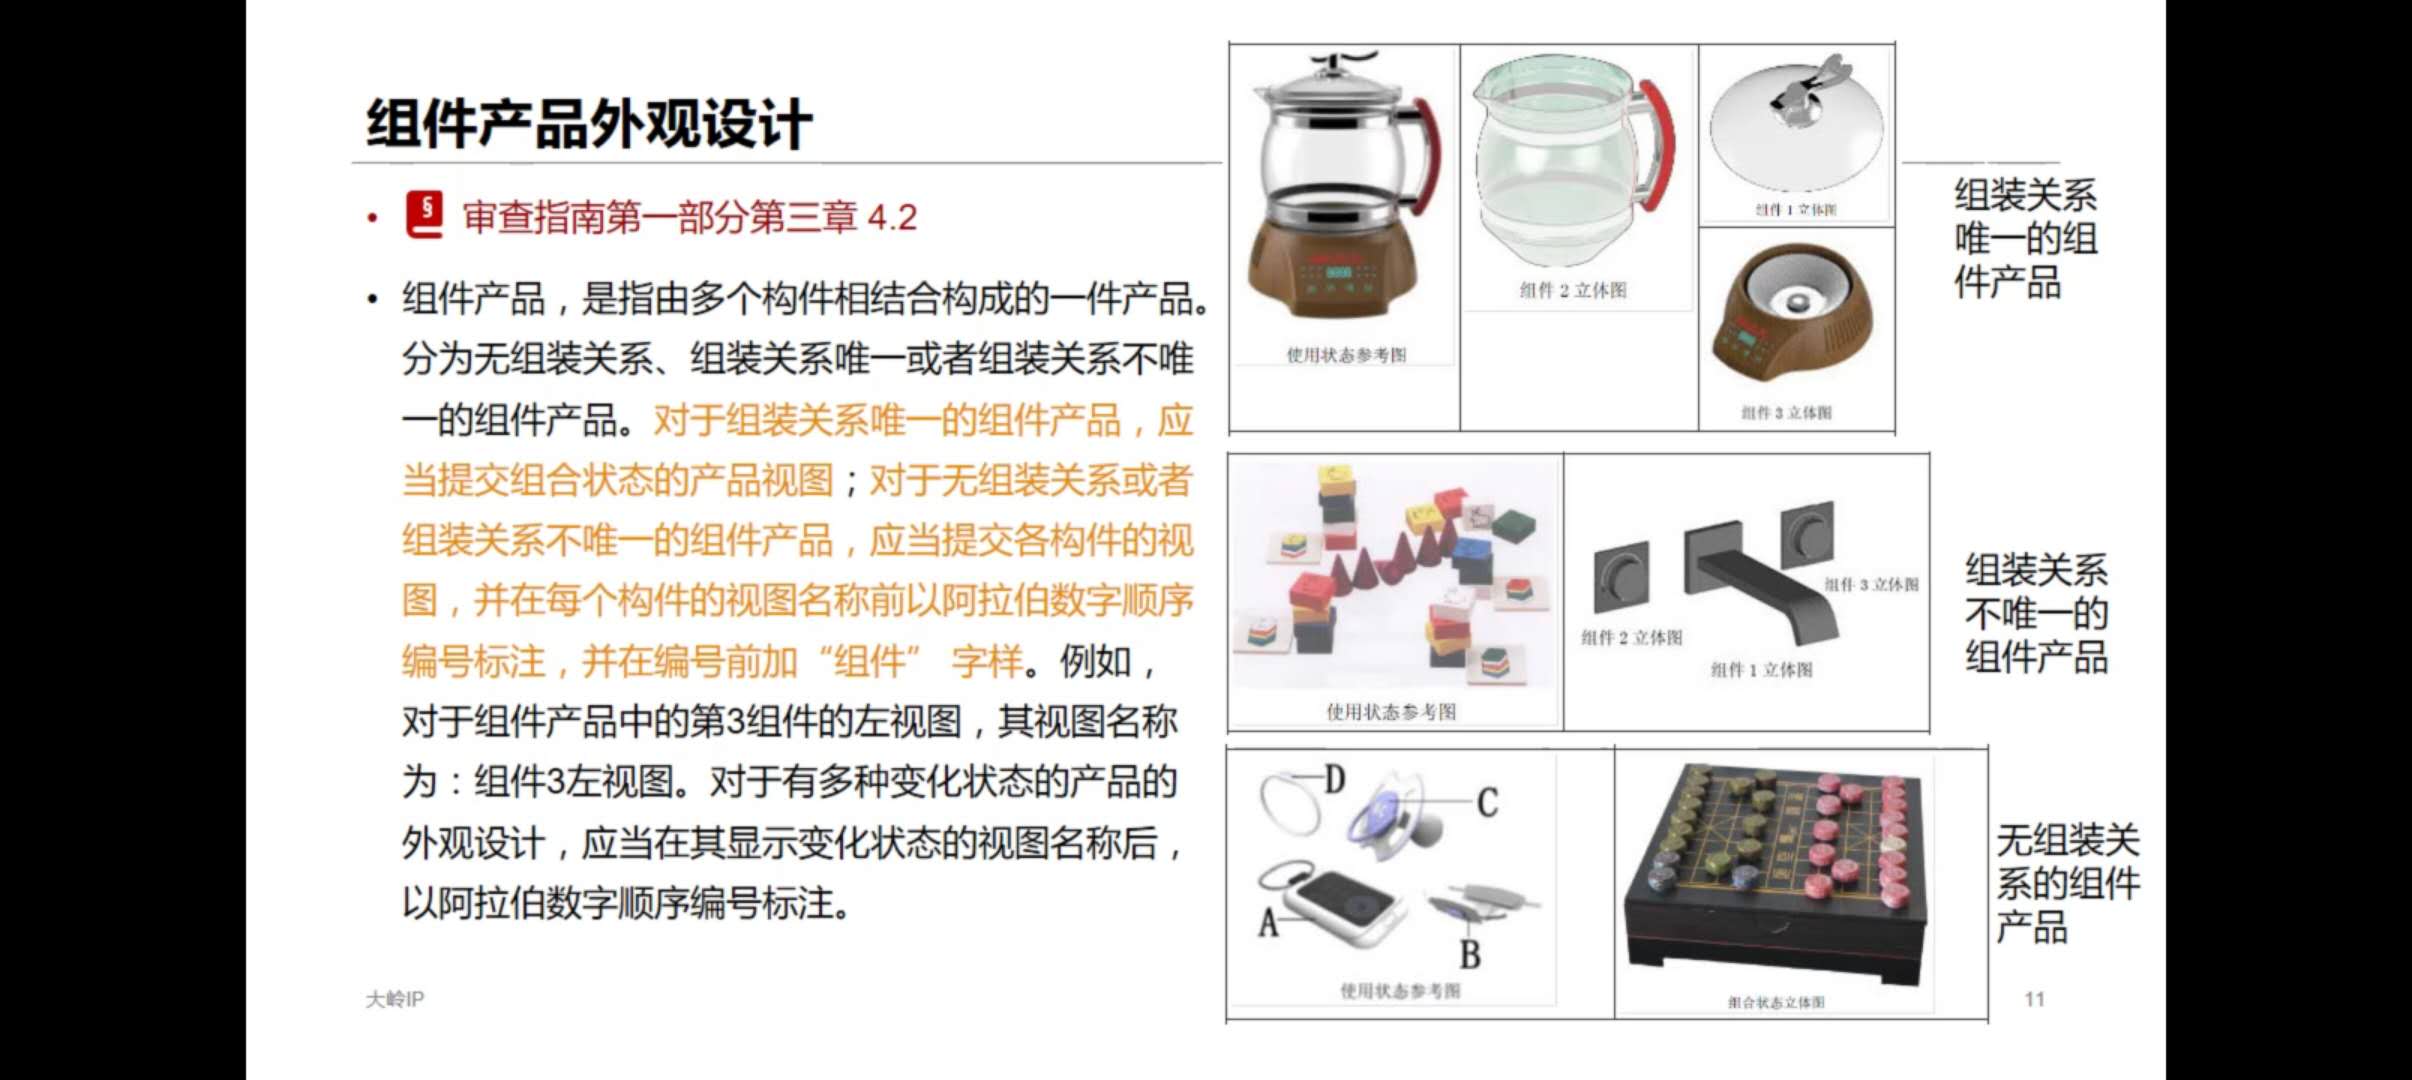 组件产品外观设计
• § 审查指南第一部分第三章 4.2
• 组件产品，是指由多个构件相结合构成的一件产品。
分为无组装关系、组装关系唯一或者组装关系不唯
一的组件产品。对于组装关系唯一的组件产品，应
当提交组合状态的产品视图；对于无组装关系或者
组装关系不唯一的组件产品，应当提交各构件的视
图，并在每个构件的视图名称前以阿拉伯数字顺序
编号标注，并在编号前加“组件” 字样。例如，
对于组件产品中的第3组件的左视图，其视图名称
为：组件3左视图。对于有多种变化状态的产品的
外观设计，应当在其显示变化状态的视图名称后，
以阿拉伯数字顺序编号标注。
使用状态参考图
组件 2 立体图
组件 1 立体图
组件 3 立体图
组装关系
唯一的组
件产品
使用状态参考图
组件 2 立体图
组件 1 立体图
组件 3 立体图
组装关系
不唯一的
组件产品
D
C
A
B
使用状态参考图
组合状态立体图
无组装关
系的组件
产品
大岭IP
11